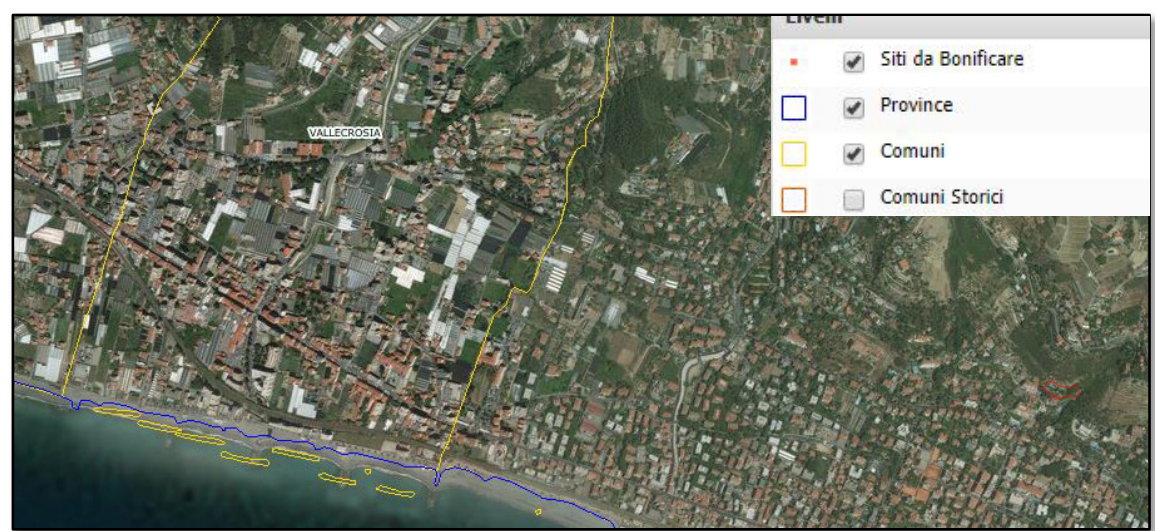 VALLECROSIA
Livelli
Siti da Bonificare
Province
Comuni
Comuni Storici